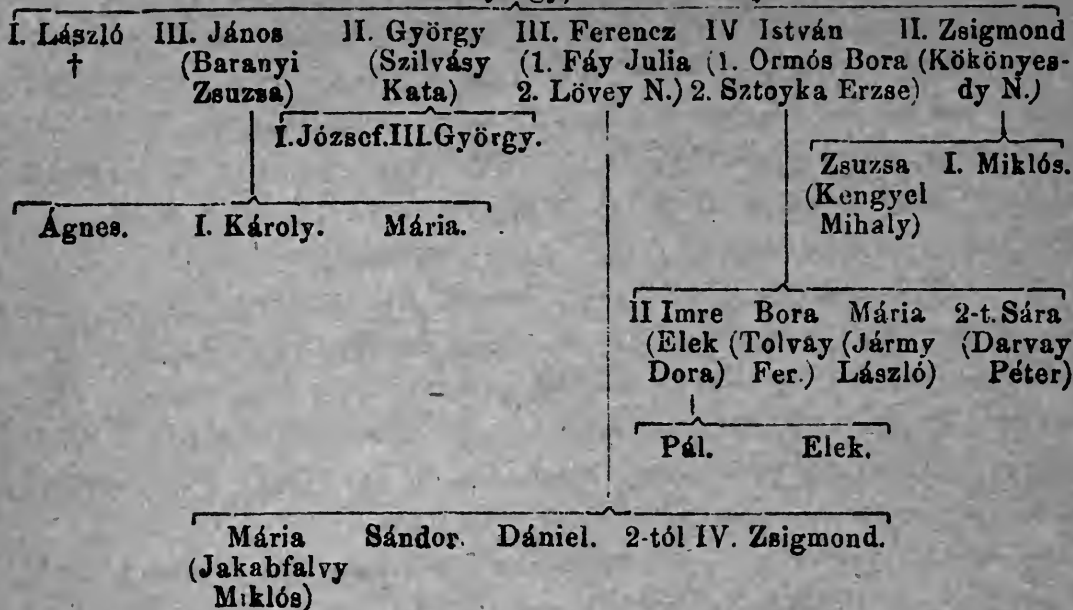 I. László III. János II. György III. Ferencz IV István II. Zsigmond
† (Baranyi (Szilvásy (1. Fáy Julia (1. Ormós Bora (Kökönyes-
Zsuzsa) Kata) 2. Lövey N.) 2. Sztoyka Erzse) dy N.)
I. József. III. György.
Zsuzsa I. Miklós.
(Kengyel
Mihaly)
Ágnes. I. Károly. Mária.
II Imre Bora Mária 2-t. Sára
(Elek (Tolvay (Jármy (Darvay
Dora) Fer.) László) Péter)
Pál. Elek.
Mária Sándor. Dániel. 2-tól IV. Zsigmond.
(Jakabfalvy
Miklós)